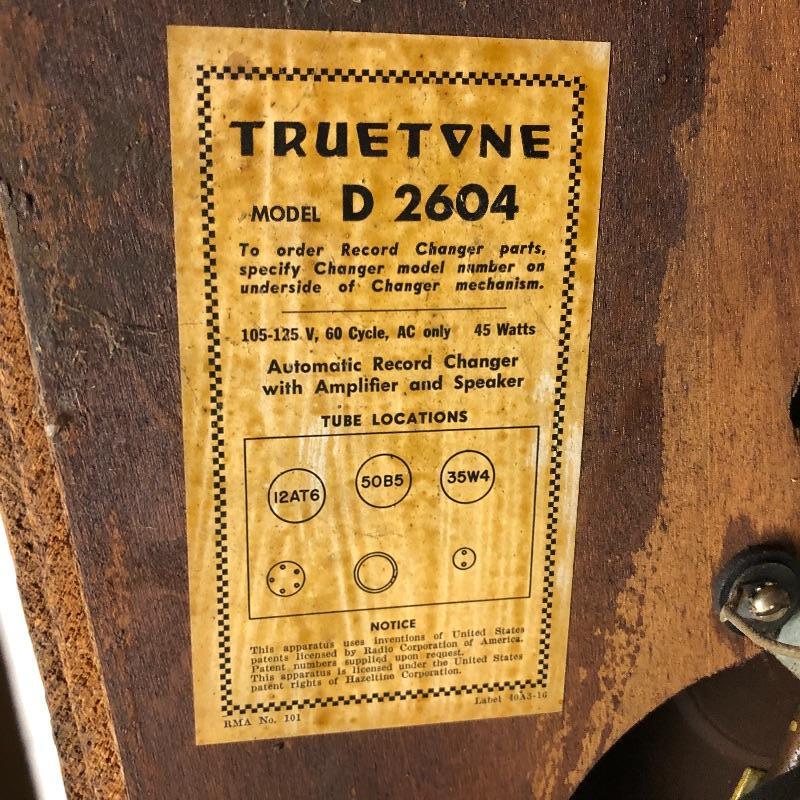 TRUETONE
MODEL D 2604
To order Record Changer parts,
specify Changer model number on
underside of Changer mechanism.
105-125 V, 60 Cycle, AC only 45 Watts
Automatic Record Changer
with Amplifier and Speaker
TUBE LOCATIONS
12AT6 50B5 35W4
NOTICE
This apparatus uses inventions of United States
patents licensed by Radio Corporation of America.
Patent numbers supplied upon request.
This apparatus is licensed under the United States
patent rights of Hazeltine Corporation.
RMA No. 101 Label 40A3-16